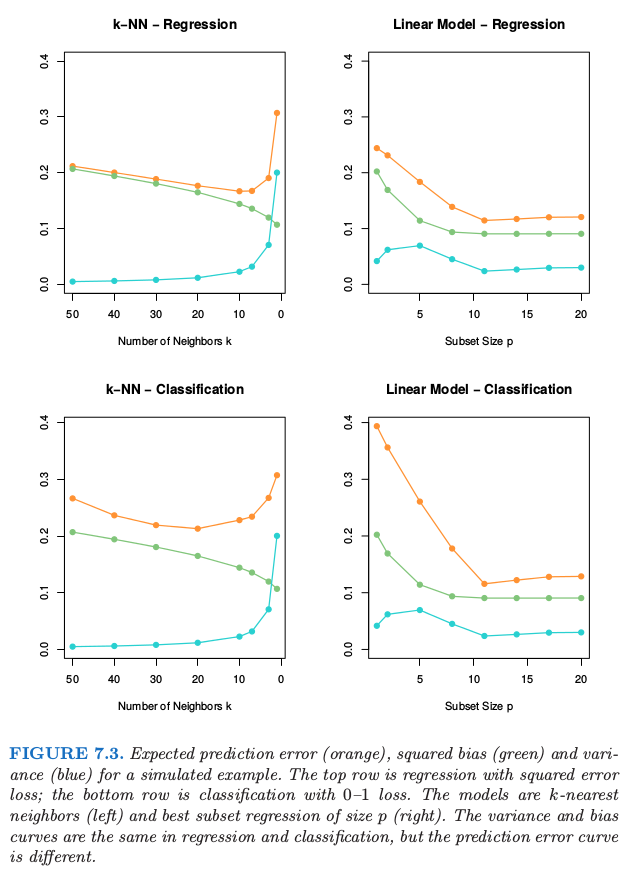 k–NN – Regression
0.0 0.1 0.2 0.3 0.4
50 40 30 20 10 0
Number of Neighbors k
Linear Model – Regression
0.0 0.1 0.2 0.3 0.4
5 10 15 20
Subset Size p
k–NN – Classification
0.0 0.1 0.2 0.3 0.4
50 40 30 20 10 0
Number of Neighbors k
Linear Model – Classification
0.0 0.1 0.2 0.3 0.4
5 10 15 20
Subset Size p
FIGURE 7.3. Expected prediction error (orange), squared bias (green) and vari-
ance (blue) for a simulated example. The top row is regression with squared error
loss; the bottom row is classification with 0–1 loss. The models are k-nearest
neighbors (left) and best subset regression of size p (right). The variance and bias
curves are the same in regression and classification, but the prediction error curve
is different.